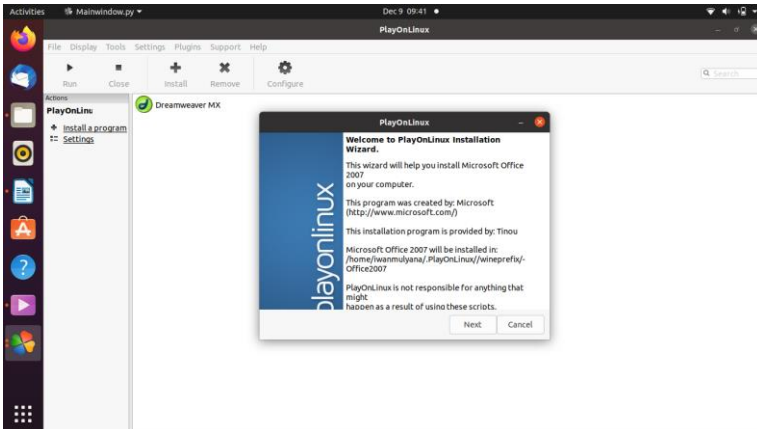 Activities
Mainwindow.py
Dec 9 09:41
PlayOnLinux
File Display Tools Settings Plugins Support Help
Run Close Install Remove Configure
Search
Actions
PlayOnLinu
Install a program
Settings
Dreamweaver MX
PlayOnLinux
playonlinux
Welcome to PlayOnLinux Installation
Wizard.
This wizard will help you install Microsoft Office
2007
on your computer.
This program was created by: Microsoft
(http://www.microsoft.com/)
This installation program is provided by: Tinou
Microsoft Office 2007 will be installed in:
/home/iwanmulyana/.PlayOnLinux//wineprefix/-
Office2007
PlayOnLinux is not responsible for anything that
might
happen as a result of using these scripts.
Next Cancel